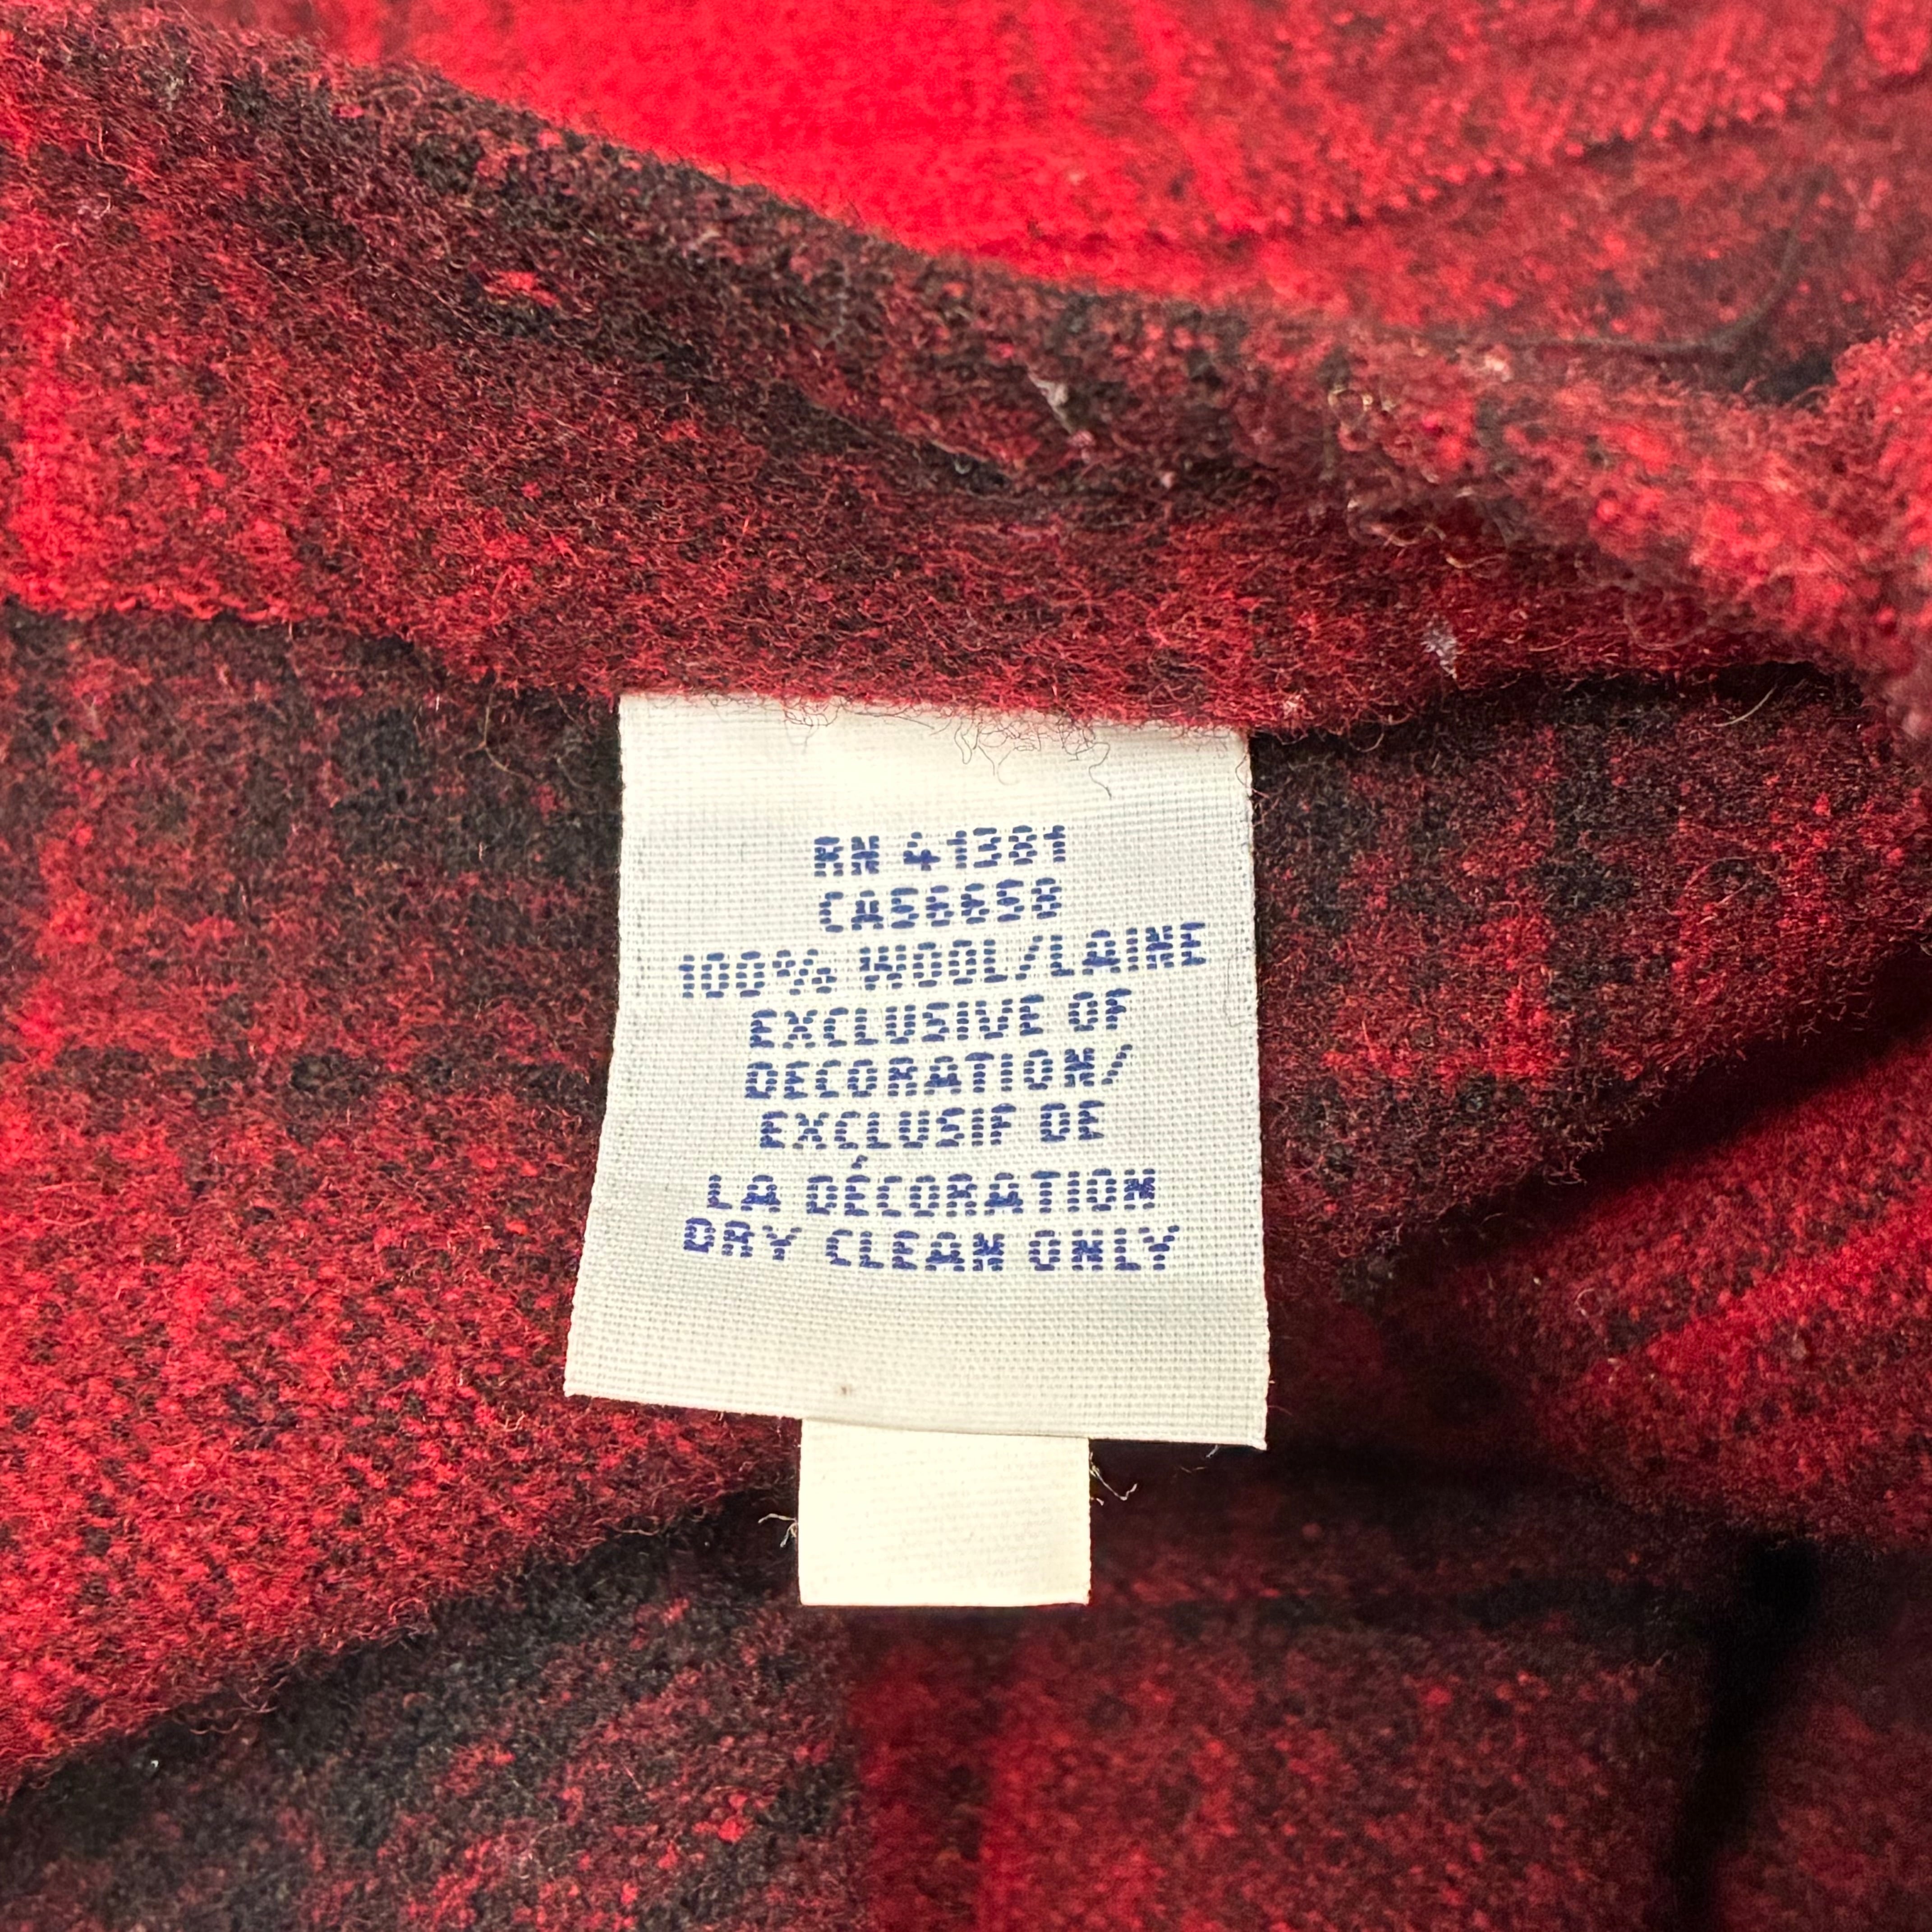 RN 41381
CA56658
100% WOOL/LAINE
EXCLUSIVE OF
DECORATION/
EXCLUSIF DE
LA DÉCORATION
DRY CLEAN ONLY